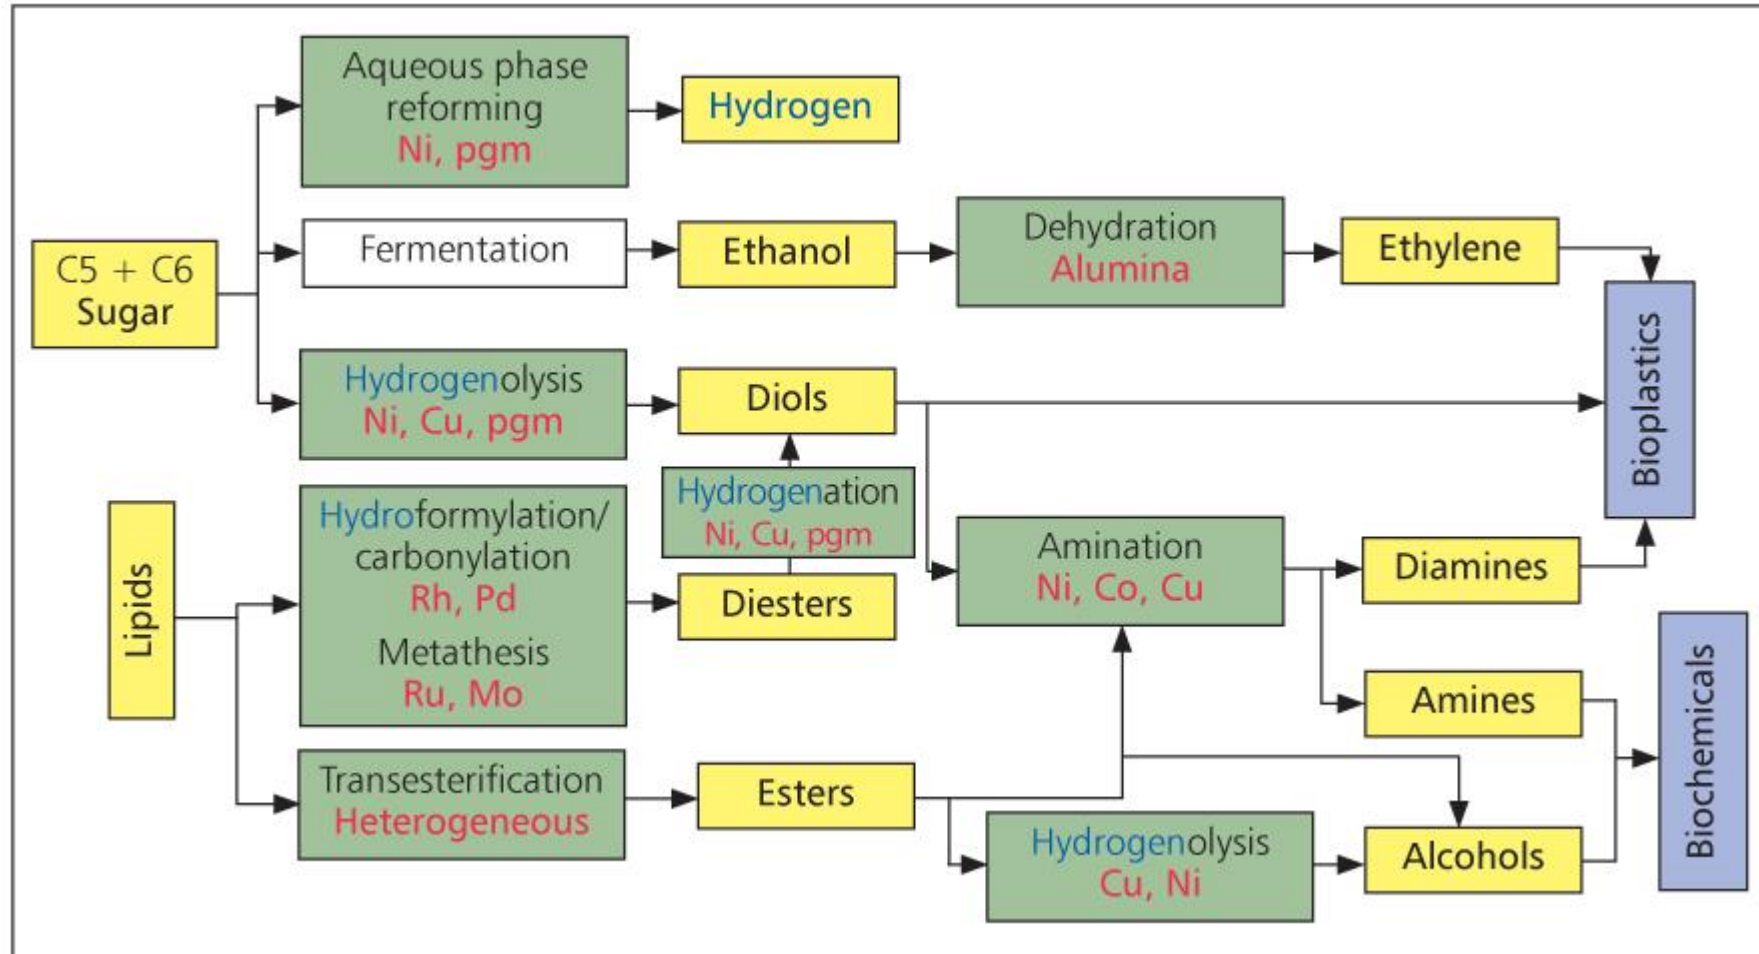 Aqueous phase
reforming
Ni, pgm
Hydrogen
C5 + C6
Sugar
Fermentation
Ethanol
Dehydration
Alumina
Ethylene
Hydrogenolysis
Ni, Cu, pgm
Diols
Bioplastics
Lipids
Hydroformylation/
carbonylation
Rh, Pd
Metathesis
Ru, Mo
Hydrogenation
Ni, Cu, pgm
Diesters
Amination
Ni, Co, Cu
Diamines
Amines
Biochemicals
Transesterification
Heterogeneous
Esters
Hydrogenolysis
Cu, Ni
Alcohols